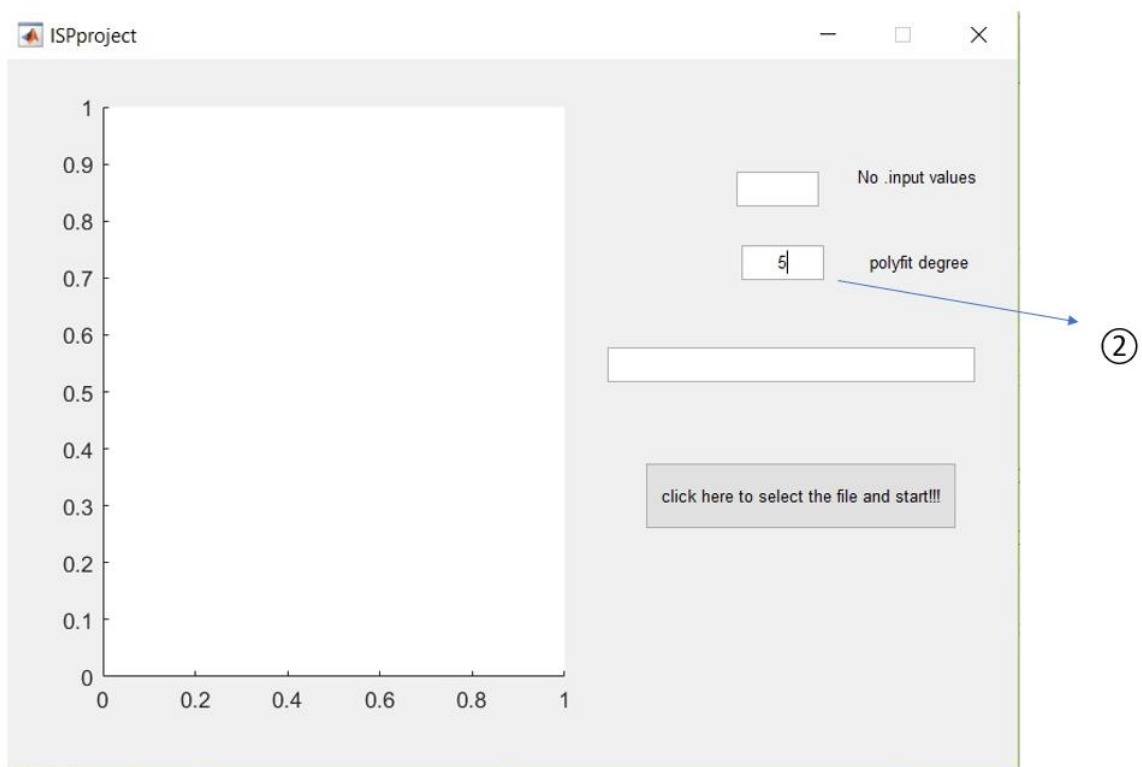 ISPproject
1
0.9
0.8
0.7
0.6
0.5
0.4
0.3
0.2
0.1
0
0 0.2 0.4 0.6 0.8 1
No .input values
5 polyfit degree
②
click here to select the file and start!!!